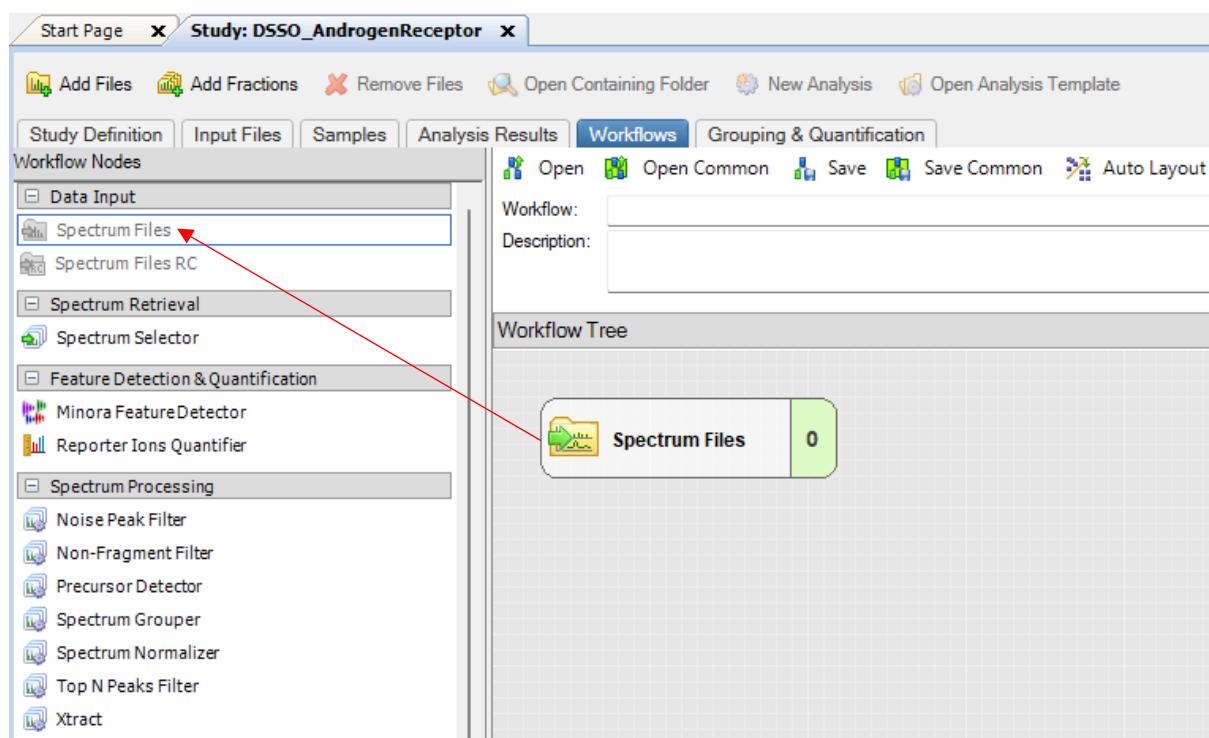 Start Page x Study: DSSO_AndrogenReceptor x
Add Files Add Fractions Remove Files Open Containing Folder New Analysis Open Analysis Template
Study Definition Input Files Samples Analysis Results Workflows Grouping & Quantification
Workflow Nodes
Data Input
Spectrum Files
Spectrum Files RC
Spectrum Retrieval
Spectrum Selector
Feature Detection & Quantification
Minora Feature Detector
Reporter Ions Quantifier
Spectrum Processing
Noise Peak Filter
Non-Fragment Filter
Precursor Detector
Spectrum Grouper
Spectrum Normalizer
Top N Peaks Filter
Xtract
Open Open Common Save Save Common Auto Layout
Workflow:
Description:
Workflow Tree
Spectrum Files 0